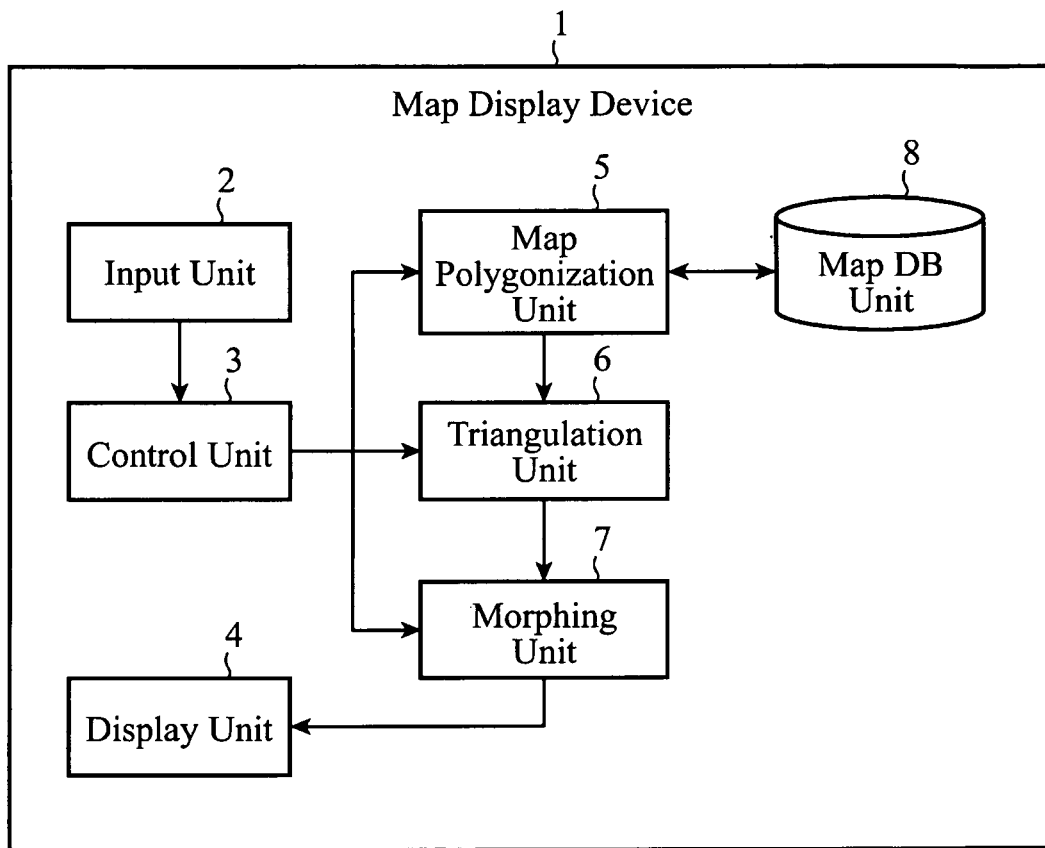 1
Map Display Device
2
Input Unit
3
Control Unit
4
Display Unit
5
Map
Polygonization
Unit
6
Triangulation
Unit
7
Morphing
Unit
8
Map DB
Unit